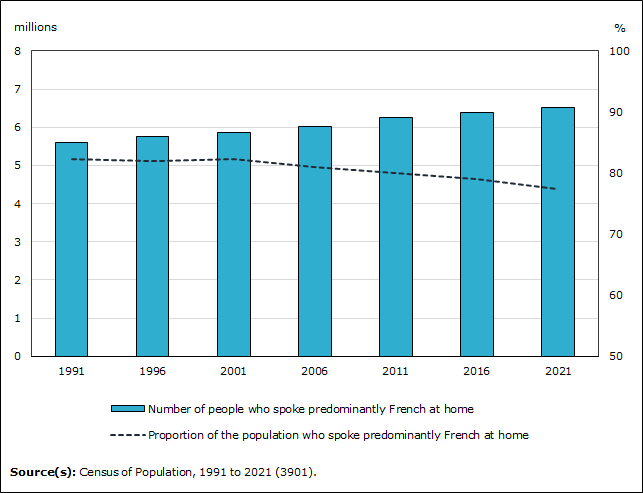 millions %
8 100
7
90
6
5 80
4
70
3
2 60
1
0 50
1991 1996 2001 2006 2011 2016 2021
Number of people who spoke predominantly French at home
Proportion of the population who spoke predominantly French at home
Source(s): Census of Population, 1991 to 2021 (3901).